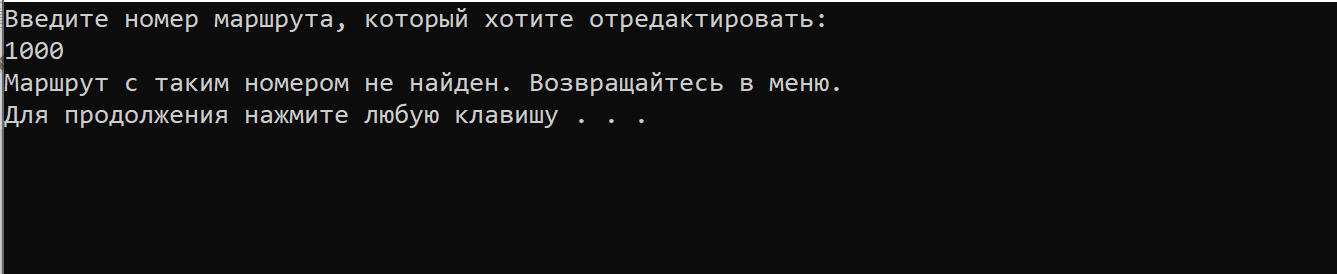 Введите номер маршрута, который хотите отредактировать:
1000
Маршрут с таким номером не найден. Возвращайтесь в меню.
Для продолжения нажмите любую клавишу . . .